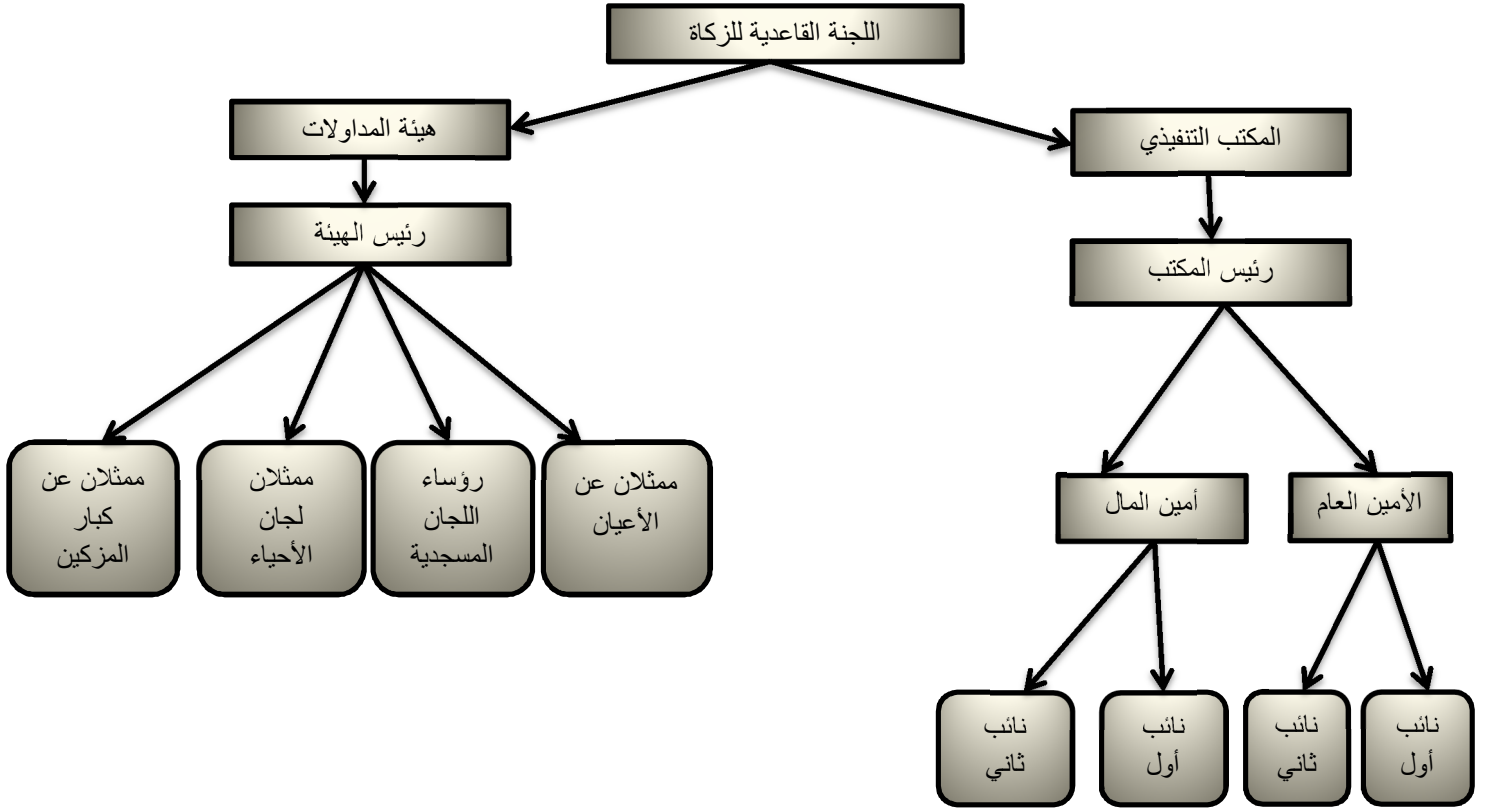 اللجنة القاعدية للزكاة
المكتب التنفيذي
هيئة المداولات
رئيس المكتب
رئيس الهيئة
الأمين العام
أمين المال
نائب
أول
نائب
ثاني
نائب
أول
نائب
ثاني
ممثلان عن
الأعيان
رؤساء
اللجان
المسجدية
ممثلان
لجان
الأحياء
ممثلان عن
كبار
المزكين